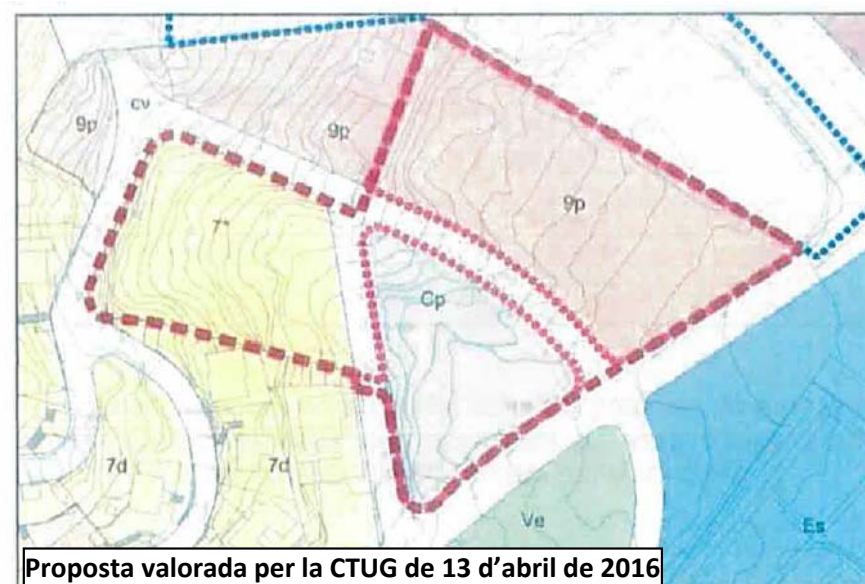 cv
9p
9p
9p
7*
Cp
7d
7d
Ve
Es
Proposta valorada per la CTUG de 13 d’abril de 2016